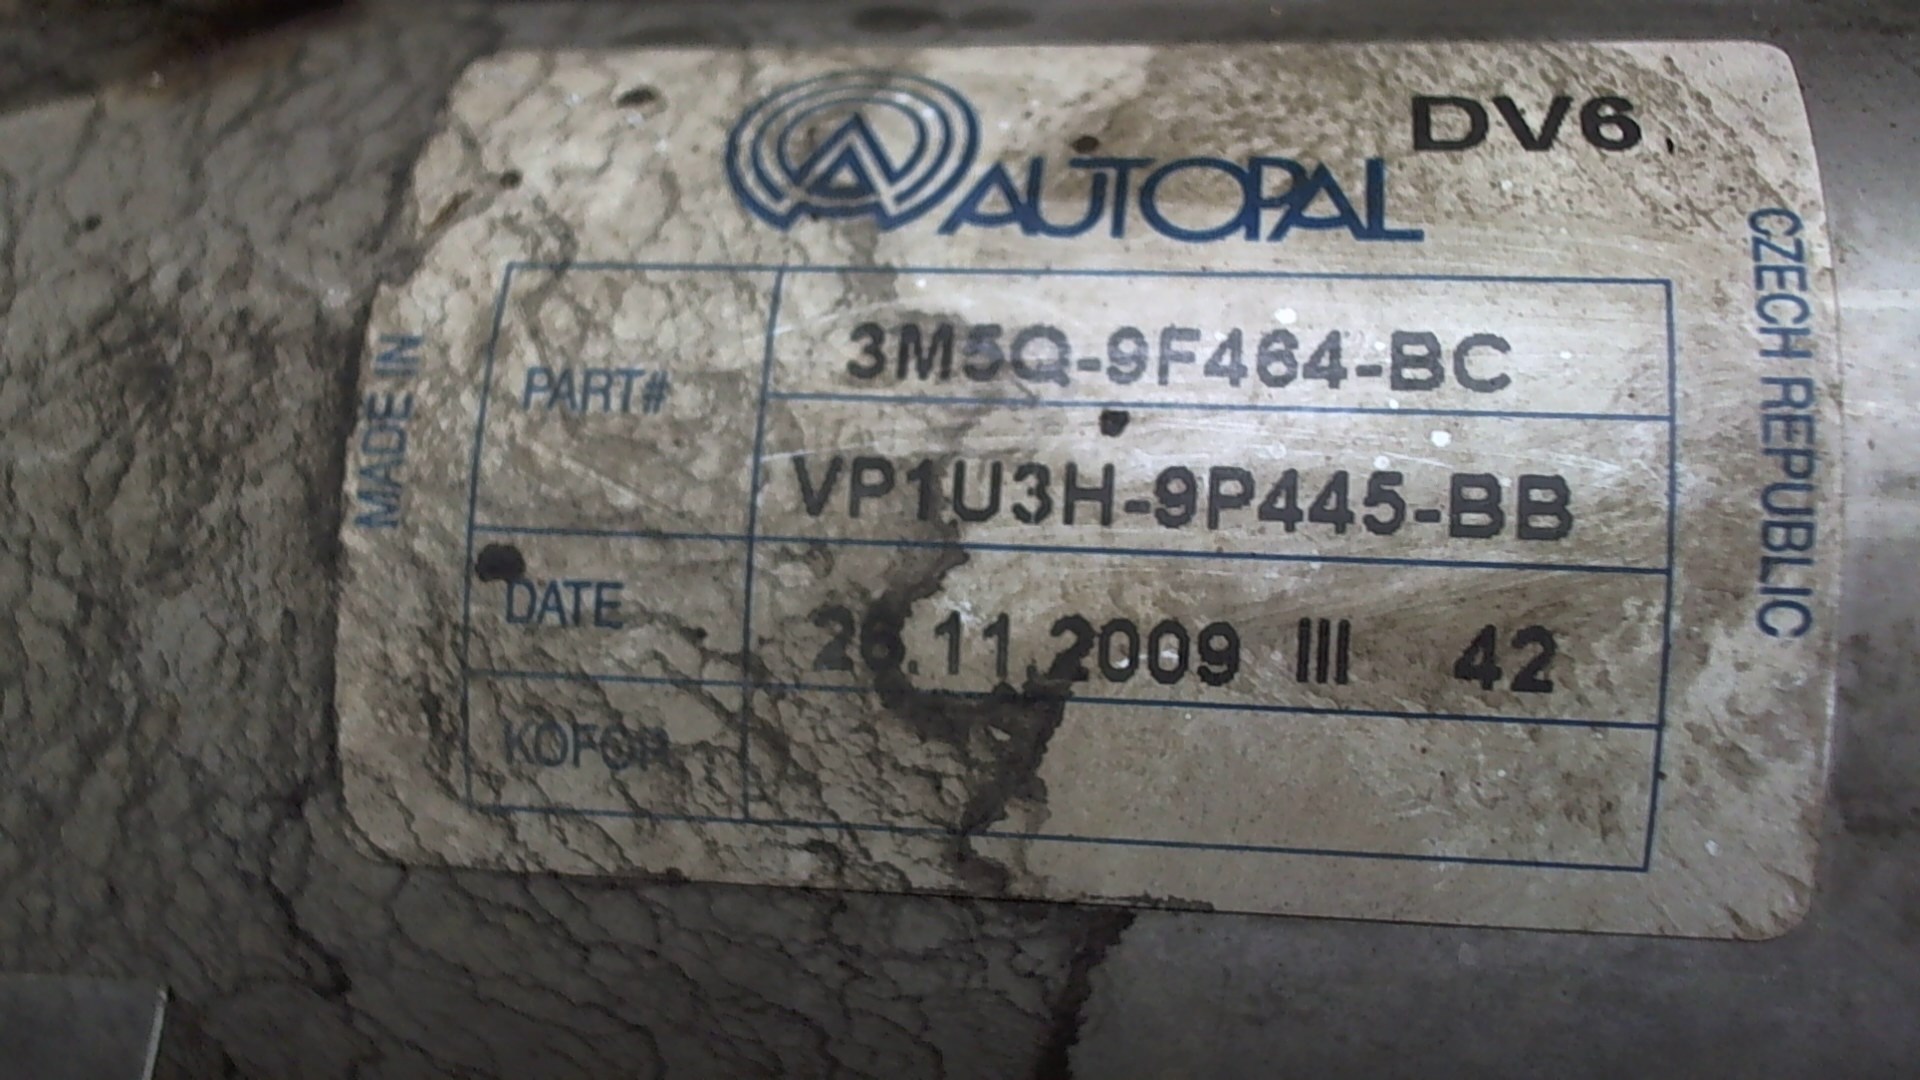 DV6
AUTOPAL
MADE IN
CZECH REPUBLIC
PART# 3M5Q-9F464-BC
VP1U3H-9P445-BB
DATE 26.11.2009 III 42
KOFOR